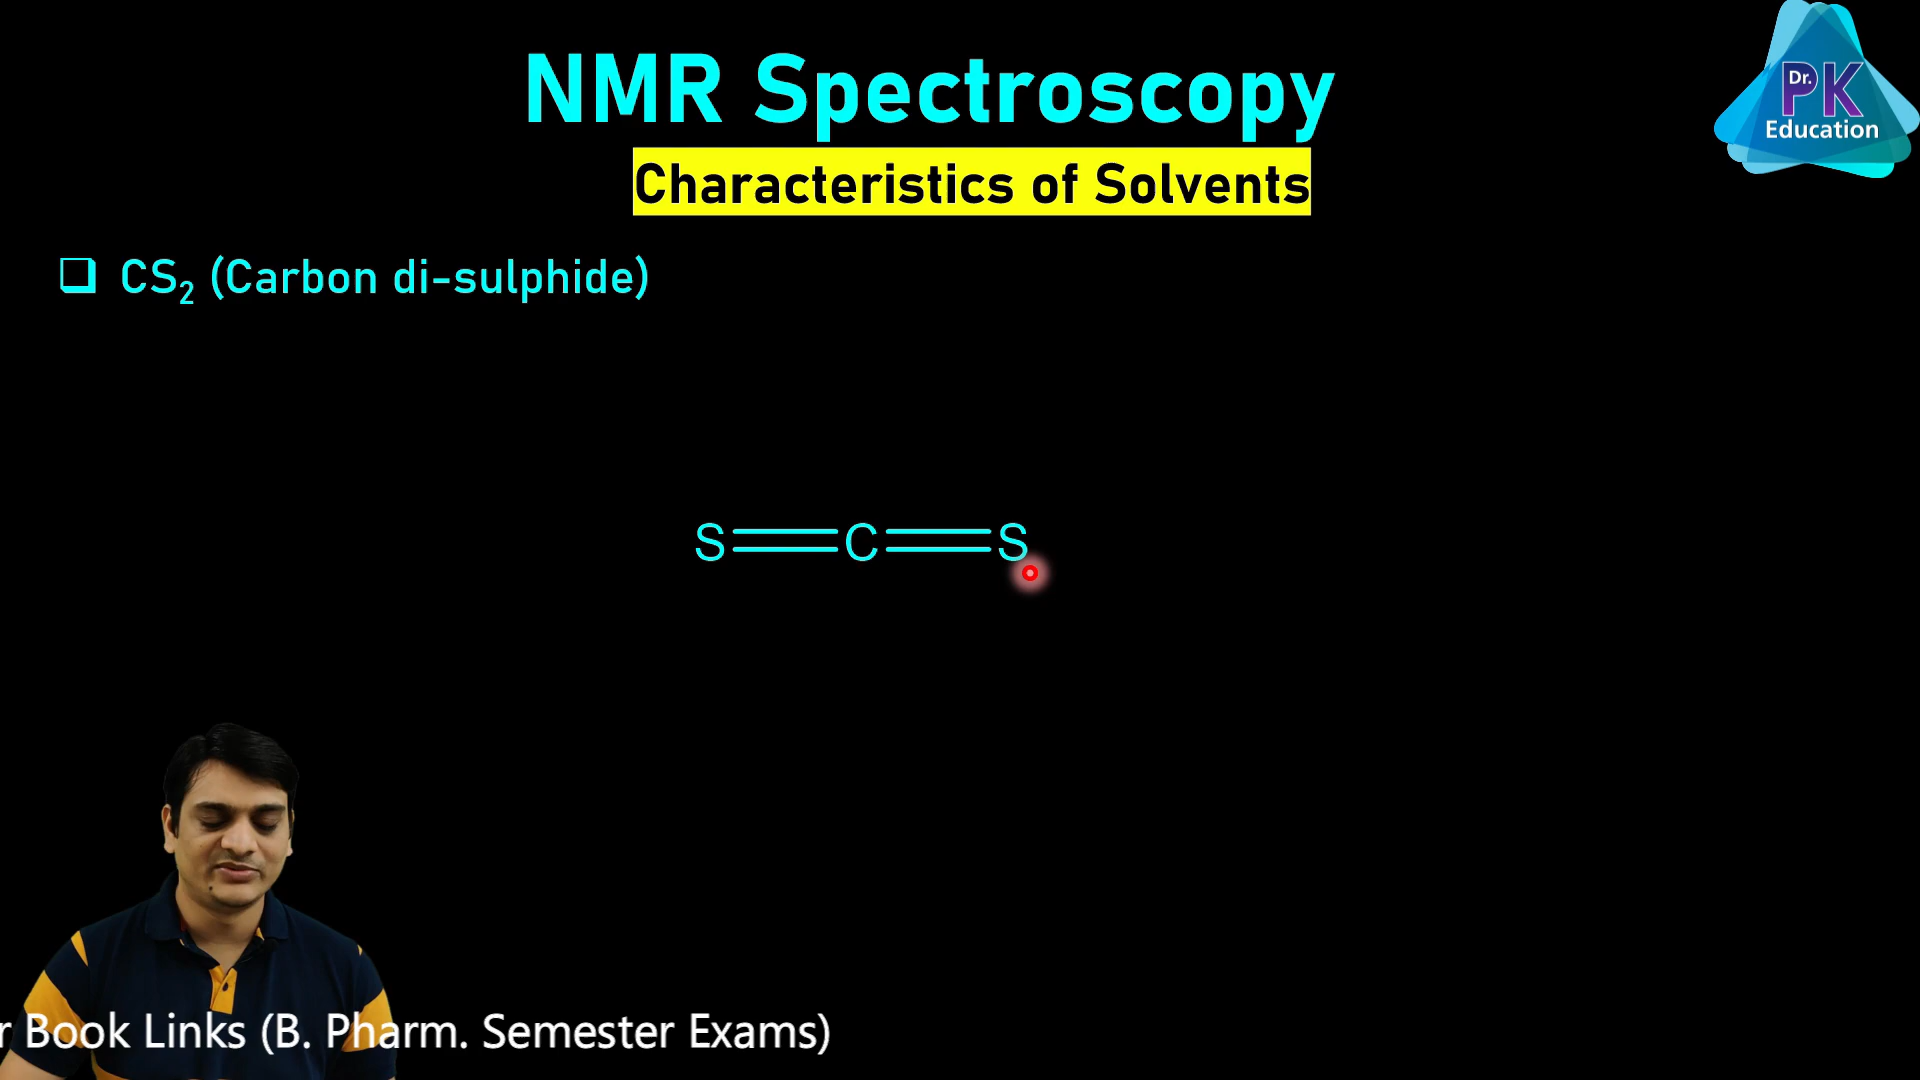 NMR Spectroscopy
Dr.
PK
Education
Characteristics of Solvents
❑ CS₂ (Carbon di-sulphide)
S C S
r Book Links (B. Pharm. Semester Exams)